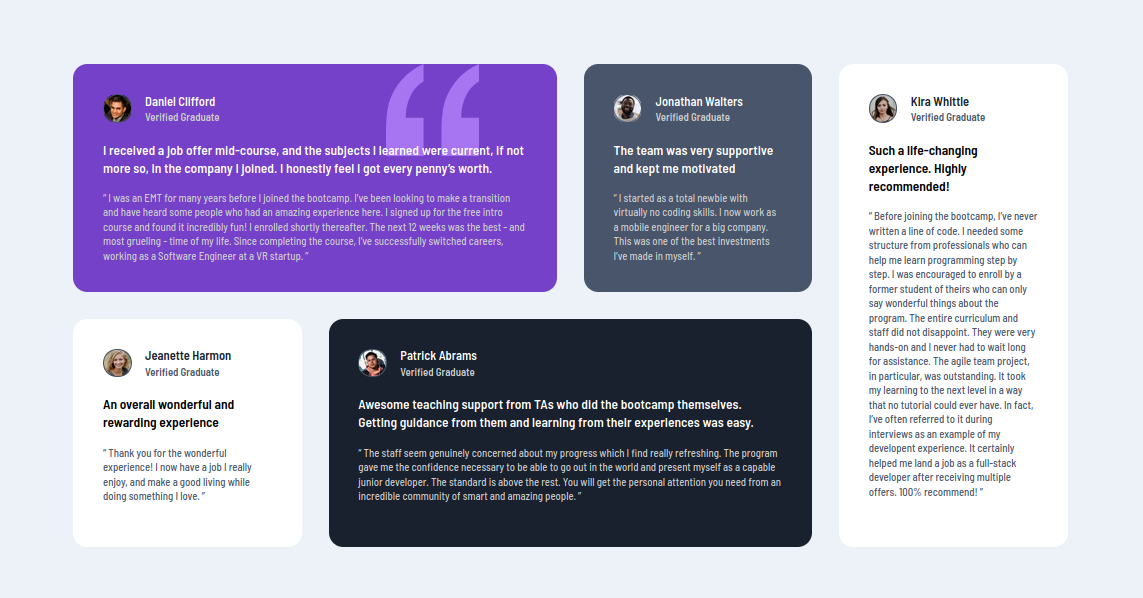 Daniel Clifford
Verified Graduate
I received a job offer mid-course, and the subjects I learned were current, if not
more so, in the company I joined. I honestly feel I got every penny’s worth.
“ I was an EMT for many years before I joined the bootcamp. I’ve been looking to make a transition
and have heard some people who had an amazing experience here. I signed up for the free intro
course and found it incredibly fun! I enrolled shortly thereafter. The next 12 weeks was the best - and
most grueling - time of my life. Since completing the course, I’ve successfully switched careers,
working as a Software Engineer at a VR startup. ”
Jonathan Walters
Verified Graduate
The team was very supportive
and kept me motivated
“ I started as a total newbie with
virtually no coding skills. I now work as
a mobile engineer for a big company.
This was one of the best investments
I’ve made in myself. ”
Kira Whittle
Verified Graduate
Such a life-changing
experience. Highly
recommended!
“ Before joining the bootcamp, I’ve never
written a line of code. I needed some
structure from professionals who can
help me learn programming step by
step. I was encouraged to enroll by a
former student of theirs who can only
say wonderful things about the
program. The entire curriculum and
staff did not disappoint. They were very
hands-on and I never had to wait long
for assistance. The agile team project,
in particular, was outstanding. It took
my learning to the next level in a way
that no tutorial could ever have. In fact,
I’ve often referred to it during
interviews as an example of my
developent experience. It certainly
helped me land a job as a full-stack
developer after receiving multiple
offers. 100% recommend! ”
Jeanette Harmon
Verified Graduate
An overall wonderful and
rewarding experience
“ Thank you for the wonderful
experience! I now have a job I really
enjoy, and make a good living while
doing something I love. ”
Patrick Abrams
Verified Graduate
Awesome teaching support from TAs who did the bootcamp themselves.
Getting guidance from them and learning from their experiences was easy.
“ The staff seem genuinely concerned about my progress which I find really refreshing. The program
gave me the confidence necessary to be able to go out in the world and present myself as a capable
junior developer. The standard is above the rest. You will get the personal attention you need from an
incredible community of smart and amazing people. ”